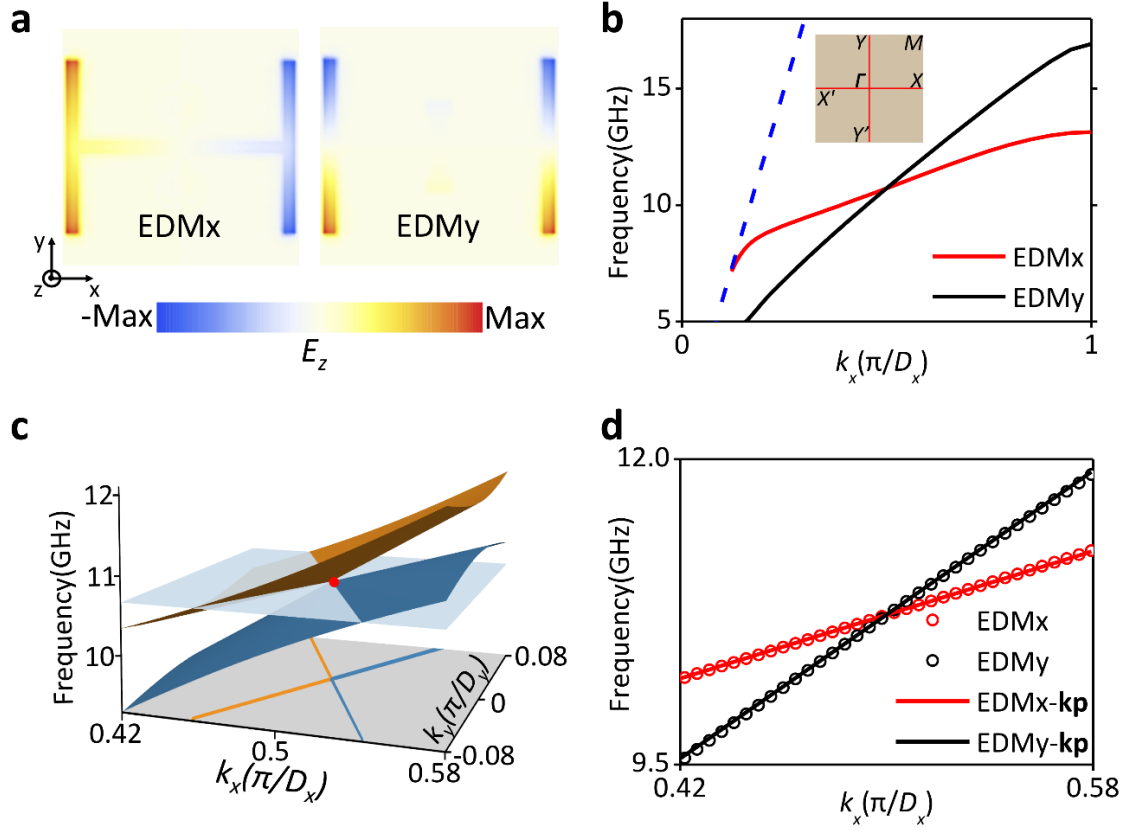 a
EDMx
EDMy
y
z
x
-Max
Max
E_z
b
Frequency(GHz)
15
10
5
Y
M
Γ
X
X'
Y'
EDMx
EDMy
0
1
k_x(π/D_x)
c
Frequency(GHz)
12
11
10
0.42
0.5
0.58
k_x(π/D_x)
-0.08
0
0.08
k_y(π/D_y)
d
Frequency(GHz)
12.0
9.5
EDMx
EDMy
EDMx-kp
EDMy-kp
0.42
0.58
k_x(π/D_x)